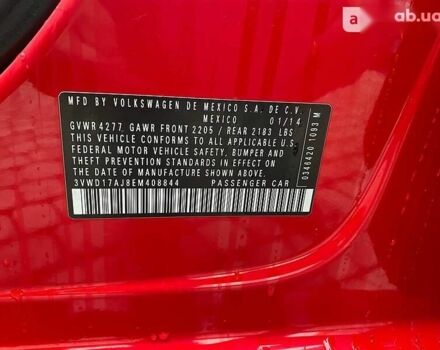 ab.ua
MFD BY VOLKSWAGEN DE MEXICO S.A. DE C.V.
MEXICO 01/14
GVWR 4277 GAWR FRONT 2205 / REAR 2183 LBS
THIS VEHICLE CONFORMS TO ALL APPLICABLE U.S.
FEDERAL MOTOR VEHICLE SAFETY, BUMPER AND
THEFT PREVENTION STANDARDS IN EFFECT ON
THE DATE OF MANUFACTURE SHOWN ABOVE.
3VWD17AJ8EM408844 PASSENGER CAR
0346420 1093 M